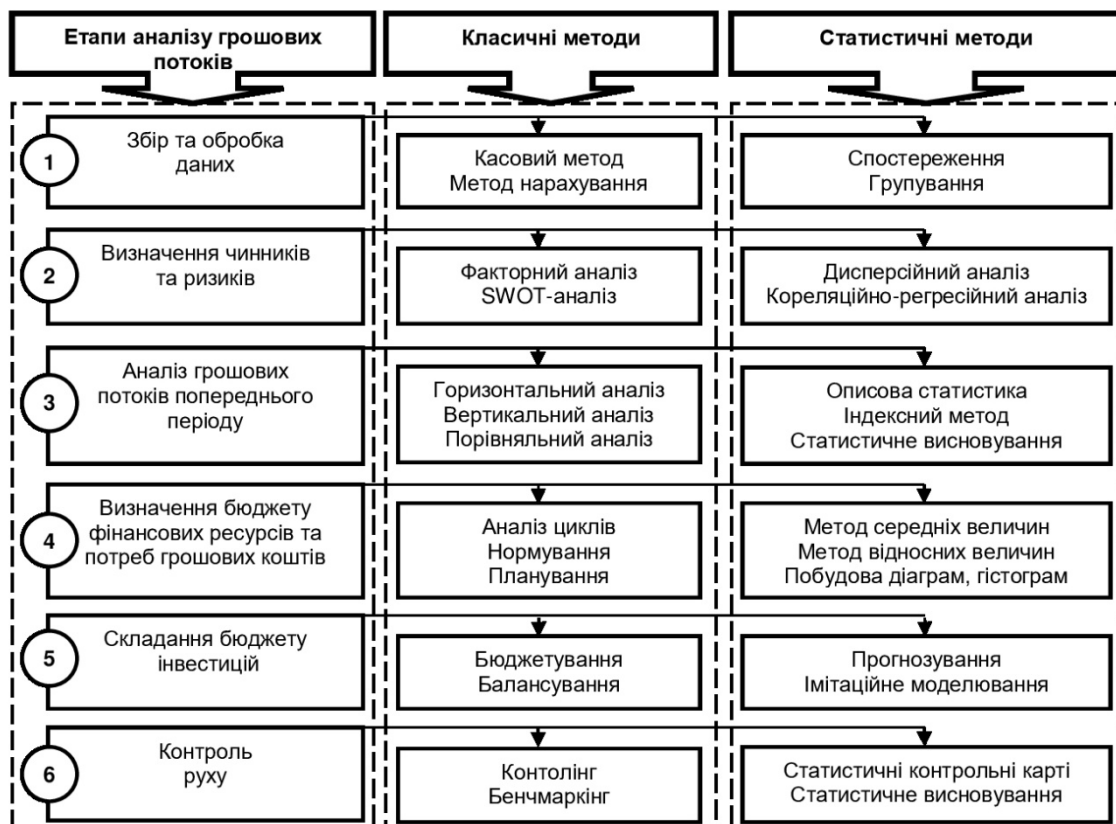 Етапи аналізу грошових
потоків
Класичні методи
Статистичні методи
1
Збір та обробка
даних
Касовий метод
Метод нарахування
Спостереження
Групування
2
Визначення чинників
та ризиків
Факторний аналіз
SWOT-аналіз
Дисперсійний аналіз
Кореляційно-регресійний аналіз
3
Аналіз грошових
потоків попереднього
періоду
Горизонтальний аналіз
Вертикальний аналіз
Порівняльний аналіз
Описова статистика
Індексний метод
Статистичне висновування
4
Визначення бюджету
фінансових ресурсів та
потреб грошових коштів
Аналіз циклів
Нормування
Планування
Метод середніх величин
Метод відносних величин
Побудова діаграм, гістограм
5
Складання бюджету
інвестицій
Бюджетування
Балансування
Прогнозування
Імітаційне моделювання
6
Контроль
руху
Контолінг
Бенчмаркінг
Статистичні контрольні карті
Статистичне висновування